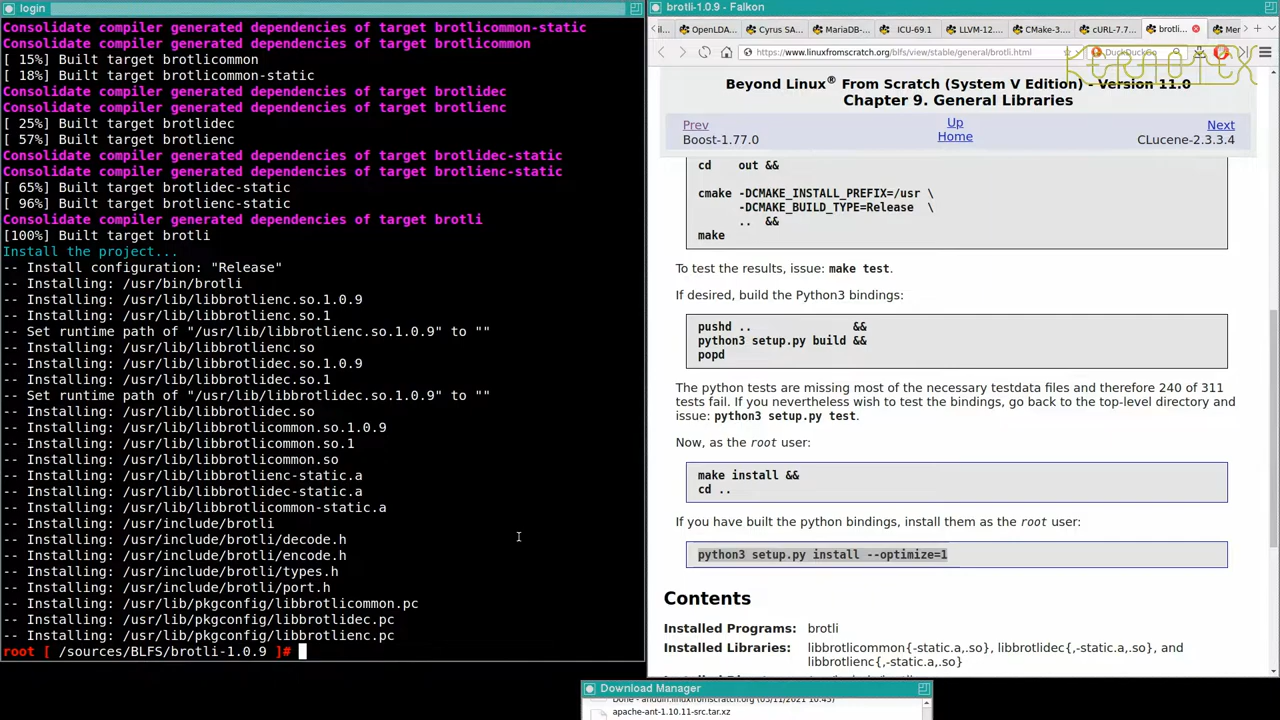 login
Consolidate compiler generated dependencies of target brotlicommon-static
Consolidate compiler generated dependencies of target brotlicommon
[ 15%] Built target brotlicommon
[ 18%] Built target brotlicommon-static
Consolidate compiler generated dependencies of target brotlidec
Consolidate compiler generated dependencies of target brotlienc
[ 25%] Built target brotlidec
[ 57%] Built target brotlienc
Consolidate compiler generated dependencies of target brotlidec-static
Consolidate compiler generated dependencies of target brotlienc-static
[ 65%] Built target brotlidec-static
[ 96%] Built target brotlienc-static
Consolidate compiler generated dependencies of target brotli
[100%] Built target brotli
Install the project...
-- Install configuration: "Release"
-- Installing: /usr/bin/brotli
-- Installing: /usr/lib/libbrotlienc.so.1.0.9
-- Installing: /usr/lib/libbrotlienc.so.1
-- Set runtime path of "/usr/lib/libbrotlienc.so.1.0.9" to ""
-- Installing: /usr/lib/libbrotlienc.so
-- Installing: /usr/lib/libbrotlidec.so.1.0.9
-- Installing: /usr/lib/libbrotlidec.so.1
-- Set runtime path of "/usr/lib/libbrotlidec.so.1.0.9" to ""
-- Installing: /usr/lib/libbrotlidec.so
-- Installing: /usr/lib/libbrotlicommon.so.1.0.9
-- Installing: /usr/lib/libbrotlicommon.so.1
-- Installing: /usr/lib/libbrotlicommon.so
-- Installing: /usr/lib/libbrotlienc-static.a
-- Installing: /usr/lib/libbrotlidec-static.a
-- Installing: /usr/lib/libbrotlicommon-static.a
-- Installing: /usr/include/brotli
-- Installing: /usr/include/brotli/decode.h
-- Installing: /usr/include/brotli/encode.h
-- Installing: /usr/include/brotli/types.h
-- Installing: /usr/include/brotli/port.h
-- Installing: /usr/lib/pkgconfig/libbrotlicommon.pc
-- Installing: /usr/lib/pkgconfig/libbrotlidec.pc
-- Installing: /usr/lib/pkgconfig/libbrotlienc.pc
root [ /sources/BLFS/brotli-1.0.9 ]#
brotli-1.0.9 - Falkon
OpenLDA... Cyrus SA... MariaDB-... ICU-69.1 LLVM-12.... CMake-3.... cURL-7.7... brotli...
https://www.linuxfromscratch.org/blfs/view/stable/general/brotli.html DuckDuckGo
KERNOTEX
Beyond Linux® From Scratch (System V Edition) - Version 11.0
Chapter 9. General Libraries
Prev Up Next
Boost-1.77.0 Home CLucene-2.3.3.4
cd out &&
cmake -DCMAKE_INSTALL_PREFIX=/usr \
-DCMAKE_BUILD_TYPE=Release \
.. &&
make
To test the results, issue: make test.
If desired, build the Python3 bindings:
pushd .. &&
python3 setup.py build &&
popd
The python tests are missing most of the necessary testdata files and therefore 240 of 311
tests fail. If you nevertheless wish to test the bindings, go back to the top-level directory and
issue: python3 setup.py test.
Now, as the root user:
make install &&
cd ..
If you have built the python bindings, install them as the root user:
python3 setup.py install --optimize=1
Contents
Installed Programs: brotli
Installed Libraries: libbrotlicommon{-static.a,.so}, libbrotlidec{,-static.a,.so}, and
libbrotlienc{,-static.a,.so}
Download Manager
Done - anduin.linuxfromscratch.org (05/11/2021 10:43)
apache-ant-1.10.11-src.tar.xz